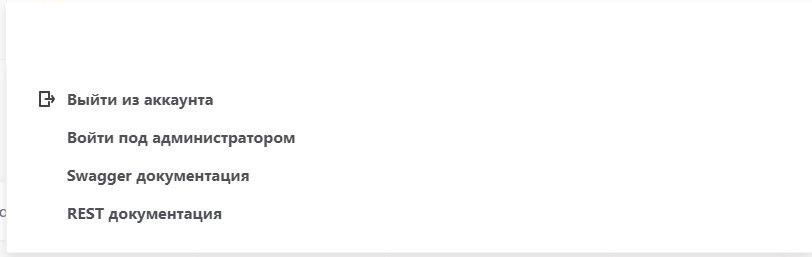 Выйти из аккаунта
Войти под администратором
Swagger документация
REST документация